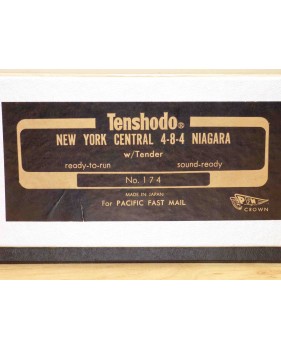 Tenshodo®
NEW YORK CENTRAL 4-8-4 NIAGARA
w/Tender
ready-to-run sound-ready
No. 174
MADE IN JAPAN
For PACIFIC FAST MAIL
CROWN